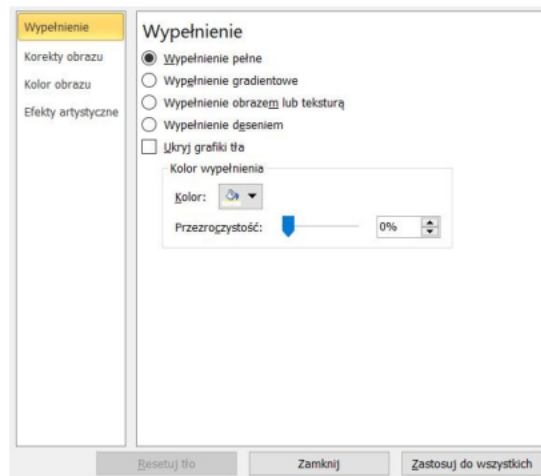 Wypełnienie
Korekty obrazu
Kolor obrazu
Efekty artystyczne
Wypełnienie
Wypełnienie pełne
Wypełnienie gradientowe
Wypełnienie obrazem lub teksturą
Wypełnienie deseniem
Ukryj grafiki tła
Kolor wypełnienia
Kolor:
Przezroczystość: 0%
Resetuj tło Zamknij Zastosuj do wszystkich